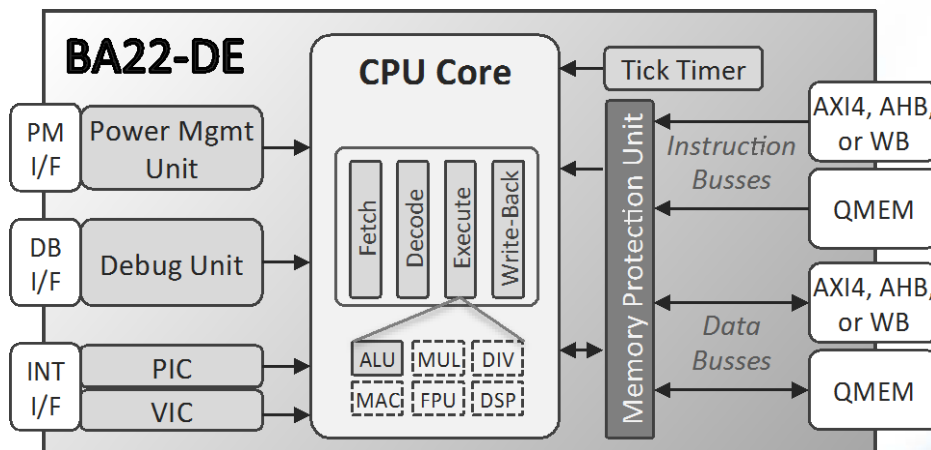 BA22-DE
CPU Core
Tick Timer
PM
I/F
Power Mgmt
Unit
DB
I/F
Debug Unit
INT
I/F
PIC
VIC
Fetch
Decode
Execute
Write-Back
ALU
MUL
DIV
MAC
FPU
DSP
Memory Protection Unit
Instruction
Busses
Data
Busses
AXI4, AHB,
or WB
QMEM
AXI4, AHB,
or WB
QMEM